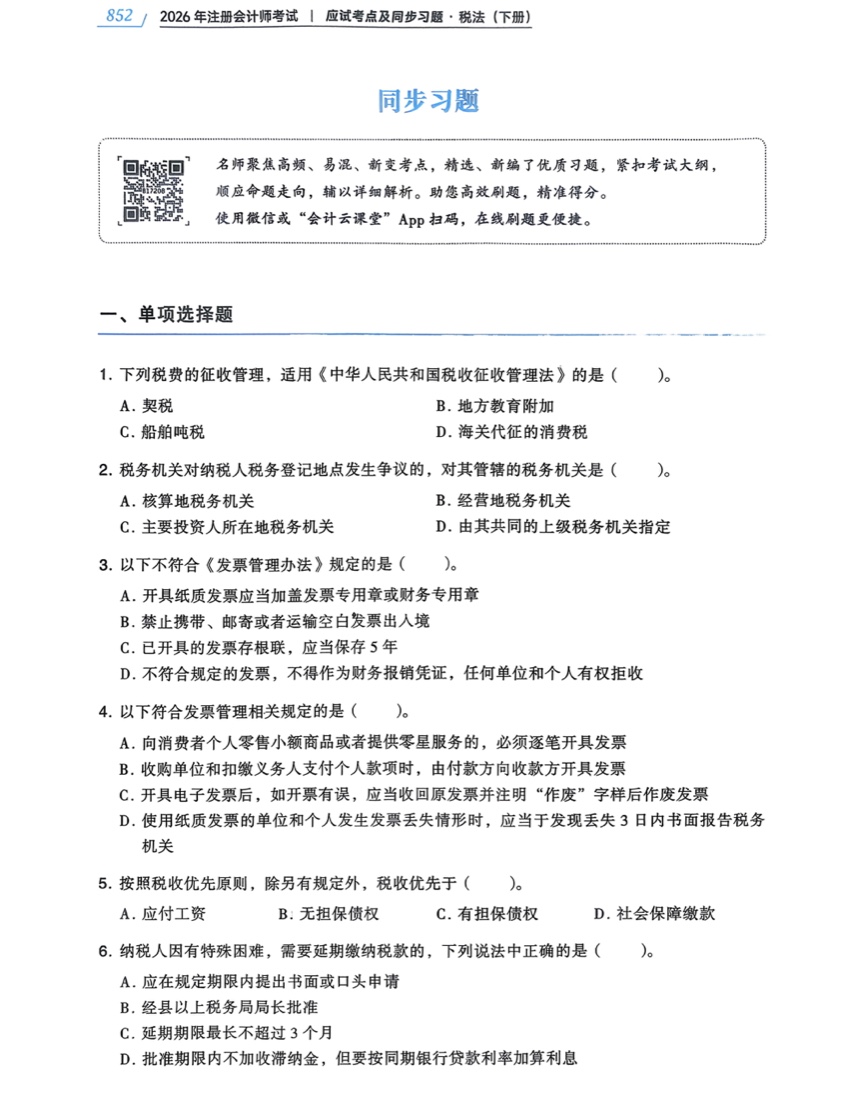 852 2026年注册会计师考试 | 应试考点及同步习题·税法（下册）
同步习题
名师聚焦高频、易混、新变考点，精选、新编了优质习题，紧扣考试大纲，
顺应命题走向，辅以详细解析。助您高效刷题，精准得分。
使用微信或“会计云课堂”App扫码，在线刷题更便捷。
一、单项选择题
1. 下列税费的征收管理，适用《中华人民共和国税收征收管理法》的是（　　）。
A. 契税　　B. 地方教育附加
C. 船舶吨税　　D. 海关代征的消费税
2. 税务机关对纳税人税务登记地点发生争议的，对其管辖的税务机关是（　　）。
A. 核算地税务机关　　B. 经营地税务机关
C. 主要投资人所在地税务机关　　D. 由其共同的上级税务机关指定
3. 以下不符合《发票管理办法》规定的是（　　）。
A. 开具纸质发票应当加盖发票专用章或财务专用章
B. 禁止携带、邮寄或者运输空白发票出入境
C. 已开具的发票存根联，应当保存5年
D. 不符合规定的发票，不得作为财务报销凭证，任何单位和个人有权拒收
4. 以下符合发票管理相关规定的是（　　）。
A. 向消费者个人零售小额商品或者提供零星服务的，必须逐笔开具发票
B. 收购单位和扣缴义务人支付个人款项时，由付款方向收款方开具发票
C. 开具电子发票后，如开票有误，应当收回原发票并注明“作废”字样后作废发票
D. 使用纸质发票的单位和个人发生发票丢失情形时，应当于发现丢失3日内书面报告税务
机关
5. 按照税收优先原则，除另有规定外，税收优先于（　　）。
A. 应付工资　　B. 无担保债权　　C. 有担保债权　　D. 社会保障缴款
6. 纳税人因有特殊困难，需要延期缴纳税款的，下列说法中正确的是（　　）。
A. 应在规定期限内提出书面或口头申请
B. 经县以上税务局局长批准
C. 延期期限最长不超过3个月
D. 批准期限内不加收滞纳金，但要按同期银行贷款利率加算利息